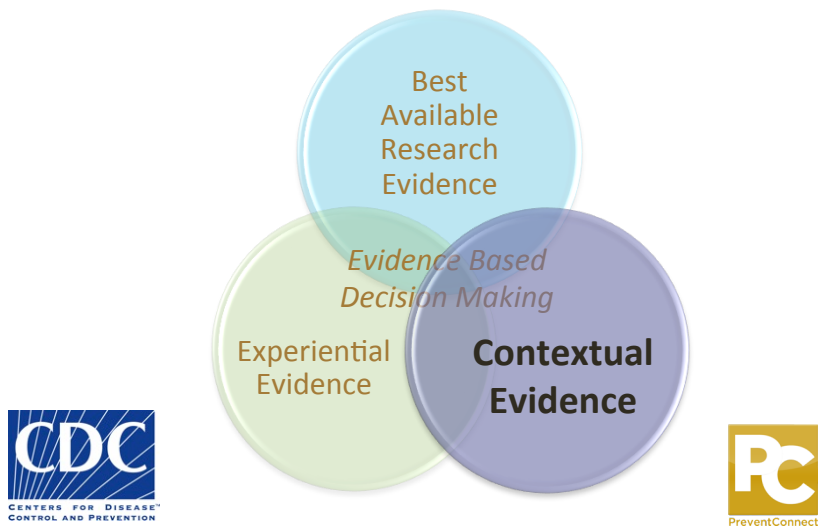 Best
Available
Research
Evidence
Evidence Based
Decision Making
Experiential
Evidence
Contextual
Evidence
CDC
CENTERS FOR DISEASE™
CONTROL AND PREVENTION
PC
PreventConnect